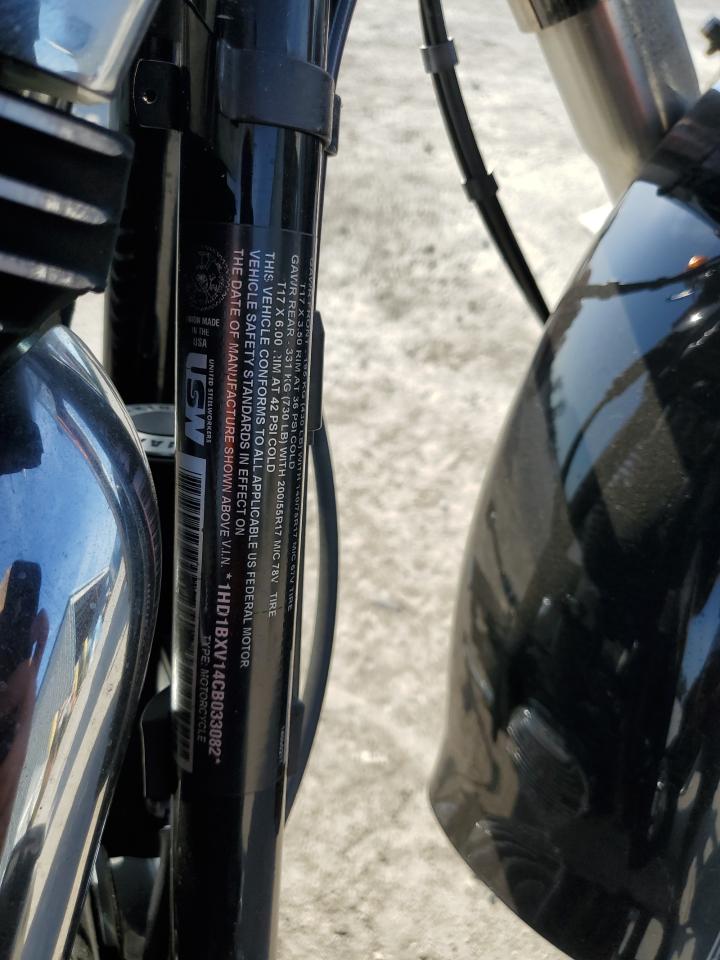 T17 X 3.50 RIM AT 36 PSI COLD
GAWR REAR - 331 KG (730 LB) WITH 200/55R17 M/C 78V TIRE
T17 X 6.00 IM AT 42 PSI COLD
THIS VEHICLE CONFORMS TO ALL APPLICABLE US FEDERAL MOTOR
VEHICLE SAFETY STANDARDS IN EFFECT ON
THE DATE OF MANUFACTURE SHOWN ABOVE V.I.N. *1HD1BXV14CB033082*
TYPE: MOTORCYCLE
UNITED STEELWORKERS
USW
UNION MADE
IN THE
USA